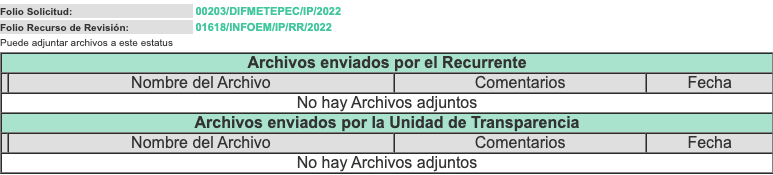 Folio Solicitud: 00203/DIFMETEPEC/IP/2022
Folio Recurso de Revisión: 01618/INFOEM/IP/RR/2022
Puede adjuntar archivos a este estatus
Archivos enviados por el Recurrente
Nombre del Archivo Comentarios Fecha
No hay Archivos adjuntos
Archivos enviados por la Unidad de Transparencia
Nombre del Archivo Comentarios Fecha
No hay Archivos adjuntos